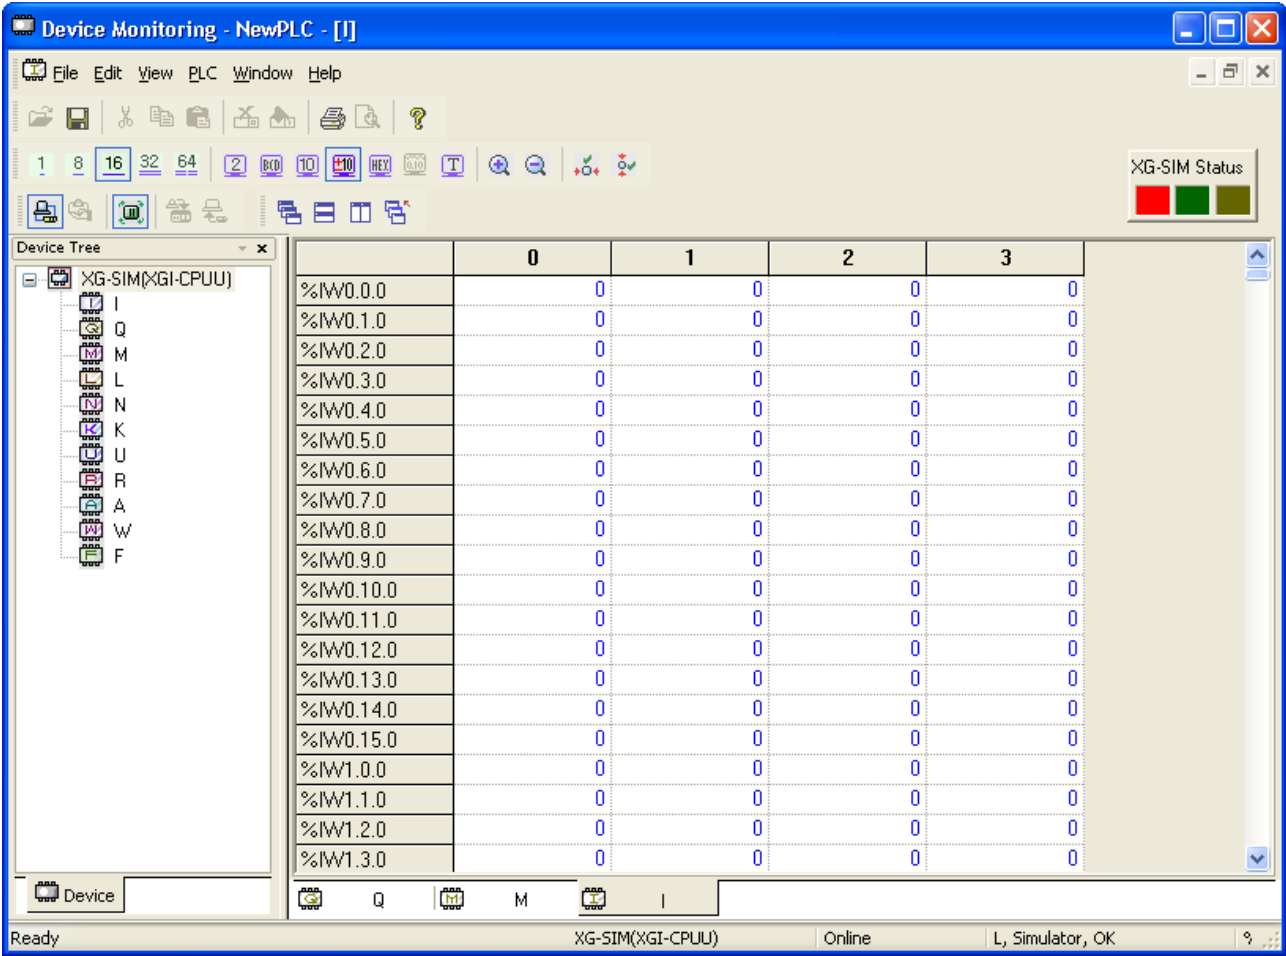 Device Monitoring - NewPLC - [I]
File Edit View PLC Window Help
1 8 16 32 64 2 BCD 10 ±10 HEX 0.10 T
XG-SIM Status
Device Tree
XG-SIM(XGI-CPUU)
I
Q
M
L
N
K
U
R
A
W
F
Device
0 1 2 3
%IW0.0.0 0 0 0 0
%IW0.1.0 0 0 0 0
%IW0.2.0 0 0 0 0
%IW0.3.0 0 0 0 0
%IW0.4.0 0 0 0 0
%IW0.5.0 0 0 0 0
%IW0.6.0 0 0 0 0
%IW0.7.0 0 0 0 0
%IW0.8.0 0 0 0 0
%IW0.9.0 0 0 0 0
%IW0.10.0 0 0 0 0
%IW0.11.0 0 0 0 0
%IW0.12.0 0 0 0 0
%IW0.13.0 0 0 0 0
%IW0.14.0 0 0 0 0
%IW0.15.0 0 0 0 0
%IW1.0.0 0 0 0 0
%IW1.1.0 0 0 0 0
%IW1.2.0 0 0 0 0
%IW1.3.0 0 0 0 0
Q M I
Ready XG-SIM(XGI-CPUU) Online L, Simulator, OK